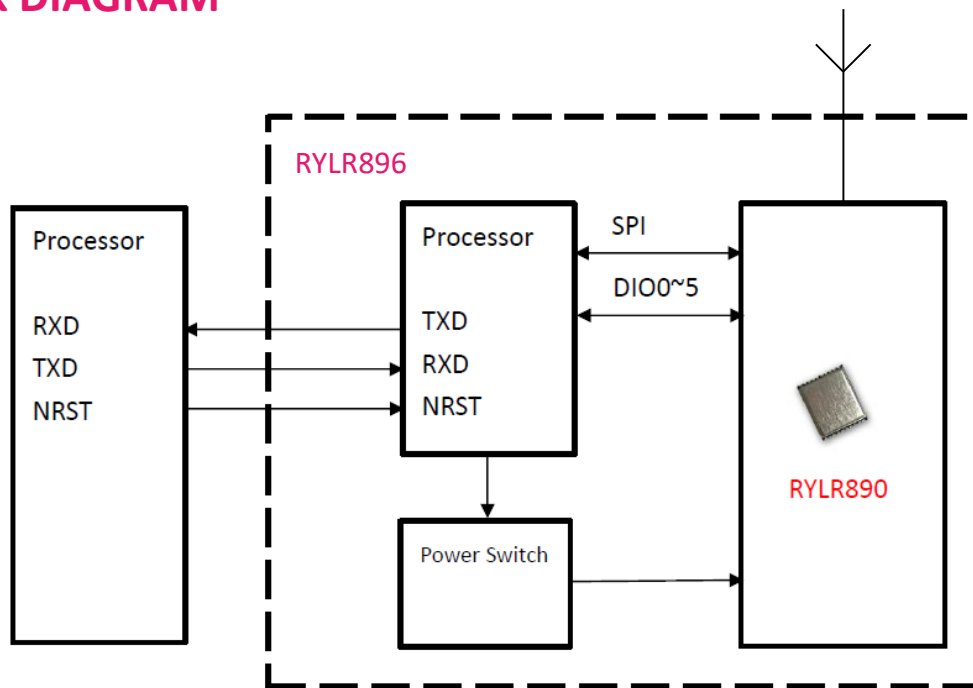 DIAGRAM
RYLR896
Processor
RXD
TXD
NRST
Processor
TXD
RXD
NRST
SPI
DIO0~5
RYLR890
Power Switch